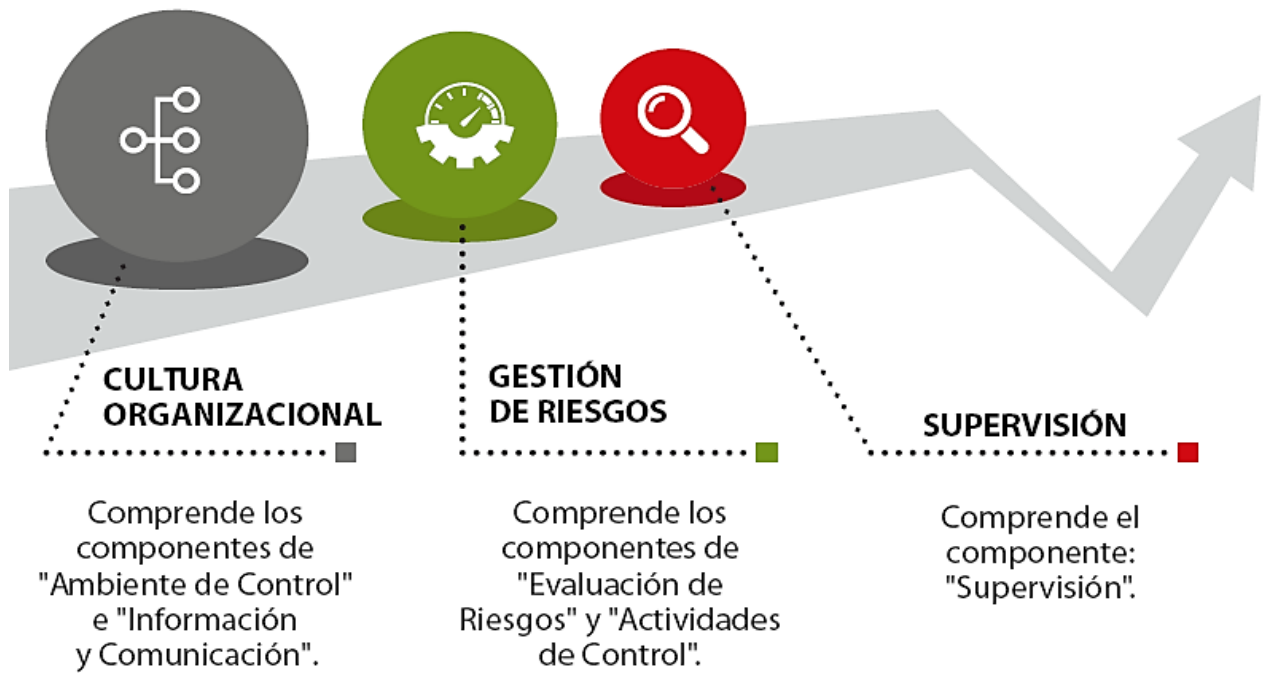 CULTURA
ORGANIZACIONAL
Comprende los
componentes de
"Ambiente de Control"
e "Información
y Comunicación".
GESTIÓN
DE RIESGOS
Comprende los
componentes de
"Evaluación de
Riesgos" y "Actividades
de Control".
SUPERVISIÓN
Comprende el
componente:
"Supervisión".